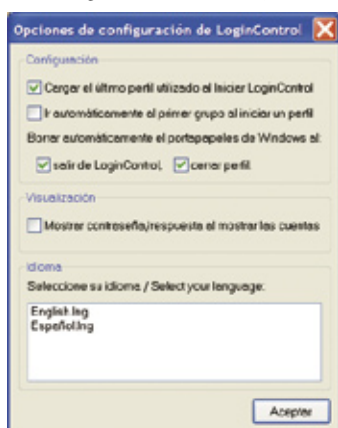 Opciones de configuración de LoginControl
Configuración
Cargar el último perfil utilizado al Iniciar LoginControl
Ir automáticamente al primer grupo al iniciar un perfil
Borrar automáticamente el portapapeles de Windows al:
salir de LoginControl, cerrar perfil.
Visualización
Mostrar contraseña/respuesta al mostrar las cuentas
Idioma
Seleccione su idioma / Select your language:
English.lng
Español.lng
Aceptar